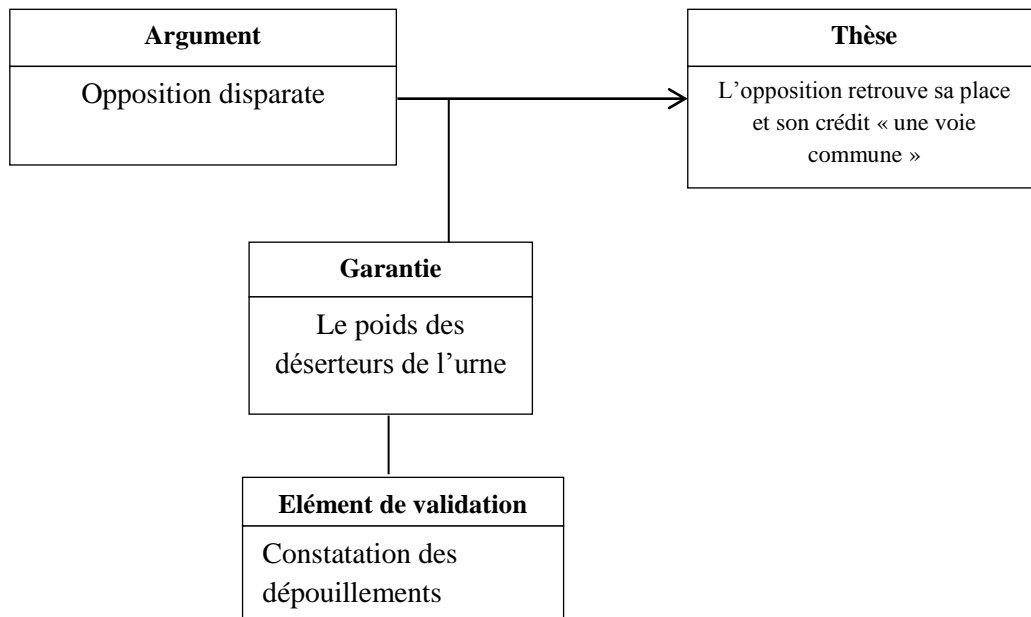 Argument
Opposition disparate
Thèse
L’opposition retrouve sa place
et son crédit « une voie
commune »
Garantie
Le poids des
déserteurs de l’urne
Elément de validation
Constatation des
dépouillements